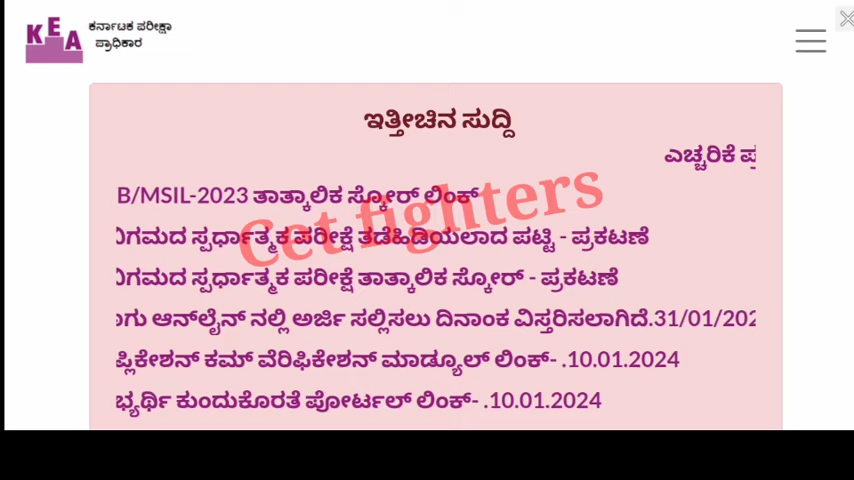 KEA
ಕರ್ನಾಟಕ ಪರೀಕ್ಷಾ
ಪ್ರಾಧಿಕಾರ
ಇತ್ತೀಚಿನ ಸುದ್ದಿ
ಎಚ್ಚರಿಕೆ
B/MSIL-2023 ತಾತ್ಕಾಲಿಕ ಸ್ಕೋರ್ ಲಿಂಕ್
Cet fighters
ನಿಗಮದ ಸ್ಪರ್ಧಾತ್ಮಕ ಪರೀಕ್ಷೆ ತಡೆಹಿಡಿಯಲಾದ ಪಟ್ಟಿ - ಪ್ರಕಟಣೆ
ನಿಗಮದ ಸ್ಪರ್ಧಾತ್ಮಕ ಪರೀಕ್ಷೆ ತಾತ್ಕಾಲಿಕ ಸ್ಕೋರ್ - ಪ್ರಕಟಣೆ
ಆನ್‌ಲೈನ್ ನಲ್ಲಿ ಅರ್ಜಿ ಸಲ್ಲಿಸಲು ದಿನಾಂಕ ವಿಸ್ತರಿಸಲಾಗಿದೆ.31/01/202
ಪ್ಲಿಕೇಶನ್ ಕಮ್ ವೆರಿಫಿಕೇಶನ್ ಮಾಡ್ಯೂಲ್ ಲಿಂಕ್- .10.01.2024
ಭ್ಯರ್ಥಿ ಕುಂದುಕೊರತೆ ಪೋರ್ಟಲ್ ಲಿಂಕ್- .10.01.2024